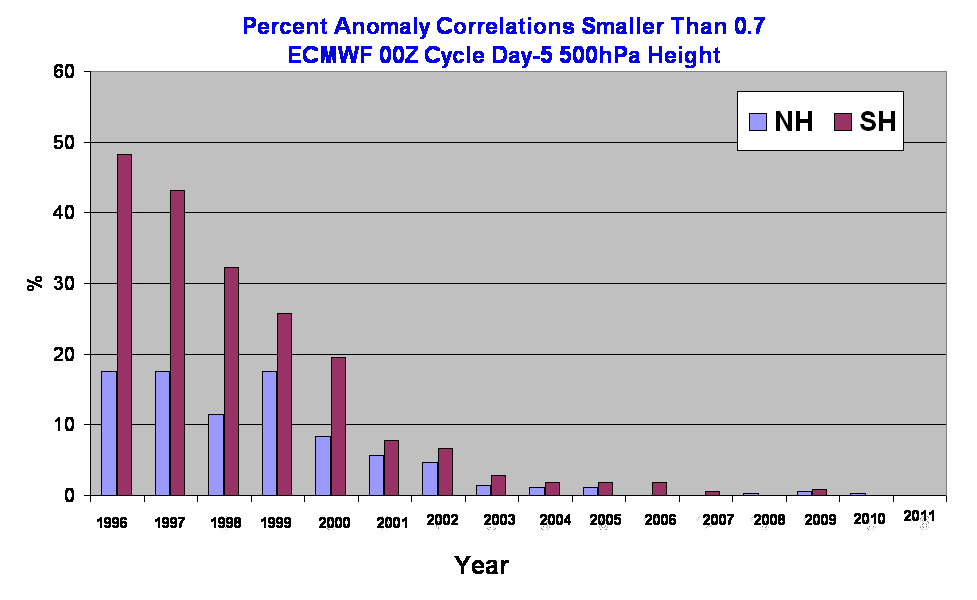 Percent Anomaly Correlations Smaller Than 0.7
ECMWF 00Z Cycle Day-5 500hPa Height
60
NH SH
50
40
30
%
20
10
0
1996 1997 1998 1999 2000 2001 2002 2003 2004 2005 2006 2007 2008 2009 2010 2011
Year